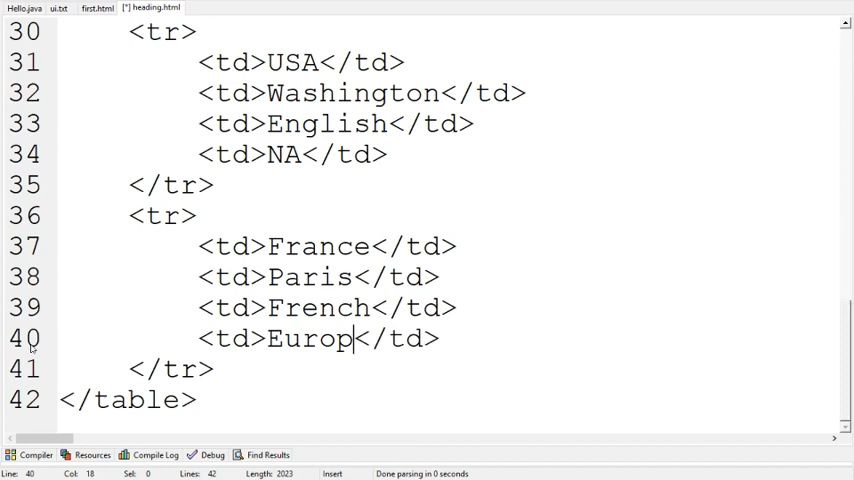 Hello.java ui.txt first.html [*] heading.html
30 <tr>
31 <td>USA</td>
32 <td>Washington</td>
33 <td>English</td>
34 <td>NA</td>
35 </tr>
36 <tr>
37 <td>France</td>
38 <td>Paris</td>
39 <td>French</td>
40 <td>Europ</td>
41 </tr>
42 </table>
Compiler Resources Compile Log Debug Find Results
Line: 40 Col: 18 Sel: 0 Lines: 42 Length: 2023 Insert Done parsing in 0 seconds